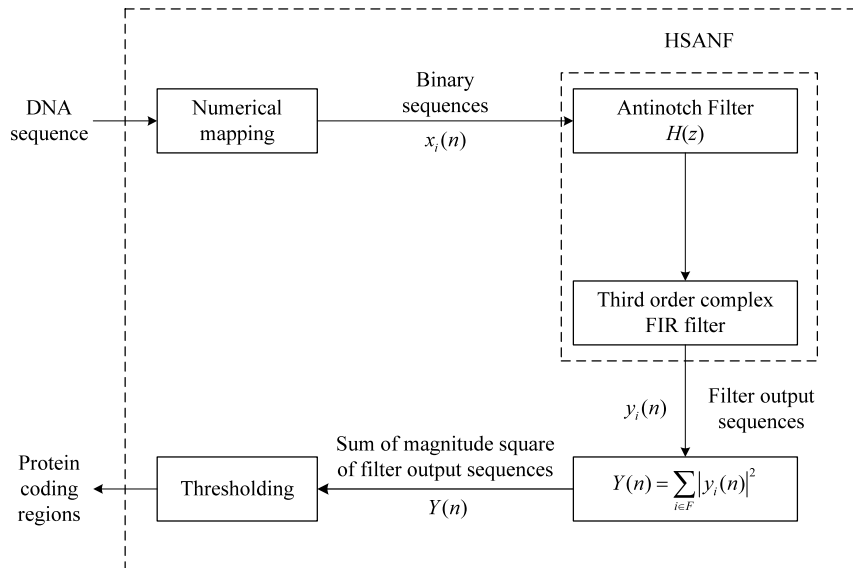 HSANF
DNA
sequence
Numerical
mapping
Binary
sequences
x_i(n)
Antinotch Filter
H(z)
Third order complex
FIR filter
y_i(n)
Filter output
sequences
Y(n) = ∑_{i∈F} |y_i(n)|^2
Sum of magnitude square
of filter output sequences
Y(n)
Thresholding
Protein
coding
regions